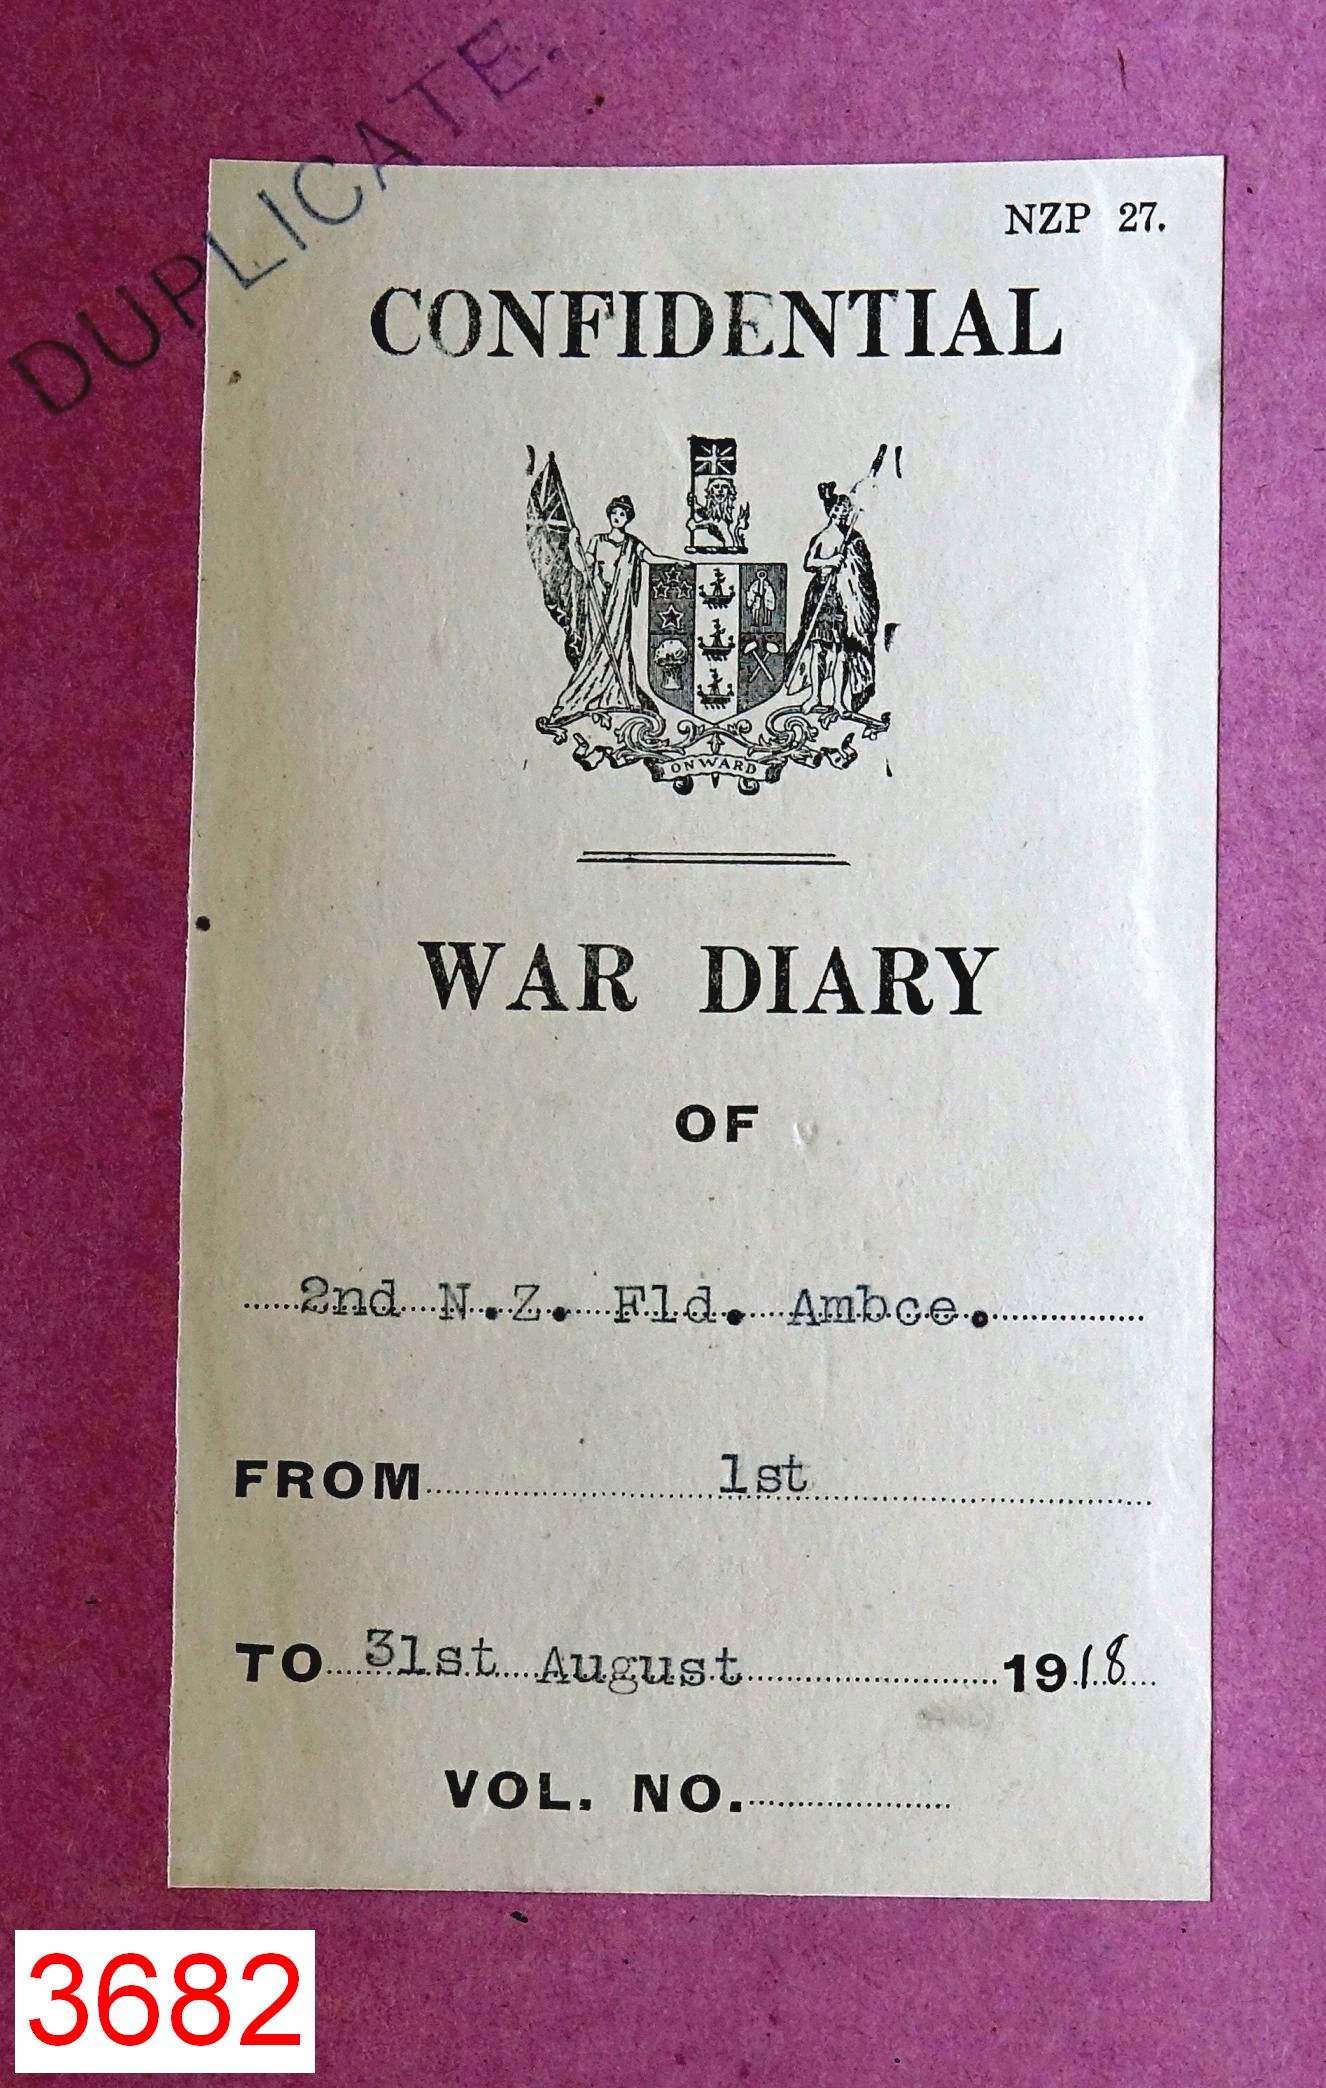 DUPLICATE.
NZP 27.
CONFIDENTIAL
ONWARD
WAR DIARY
OF
2nd N.Z. Fld. Ambce.
FROM 1st
TO 31st August 1918
VOL. NO.
3682